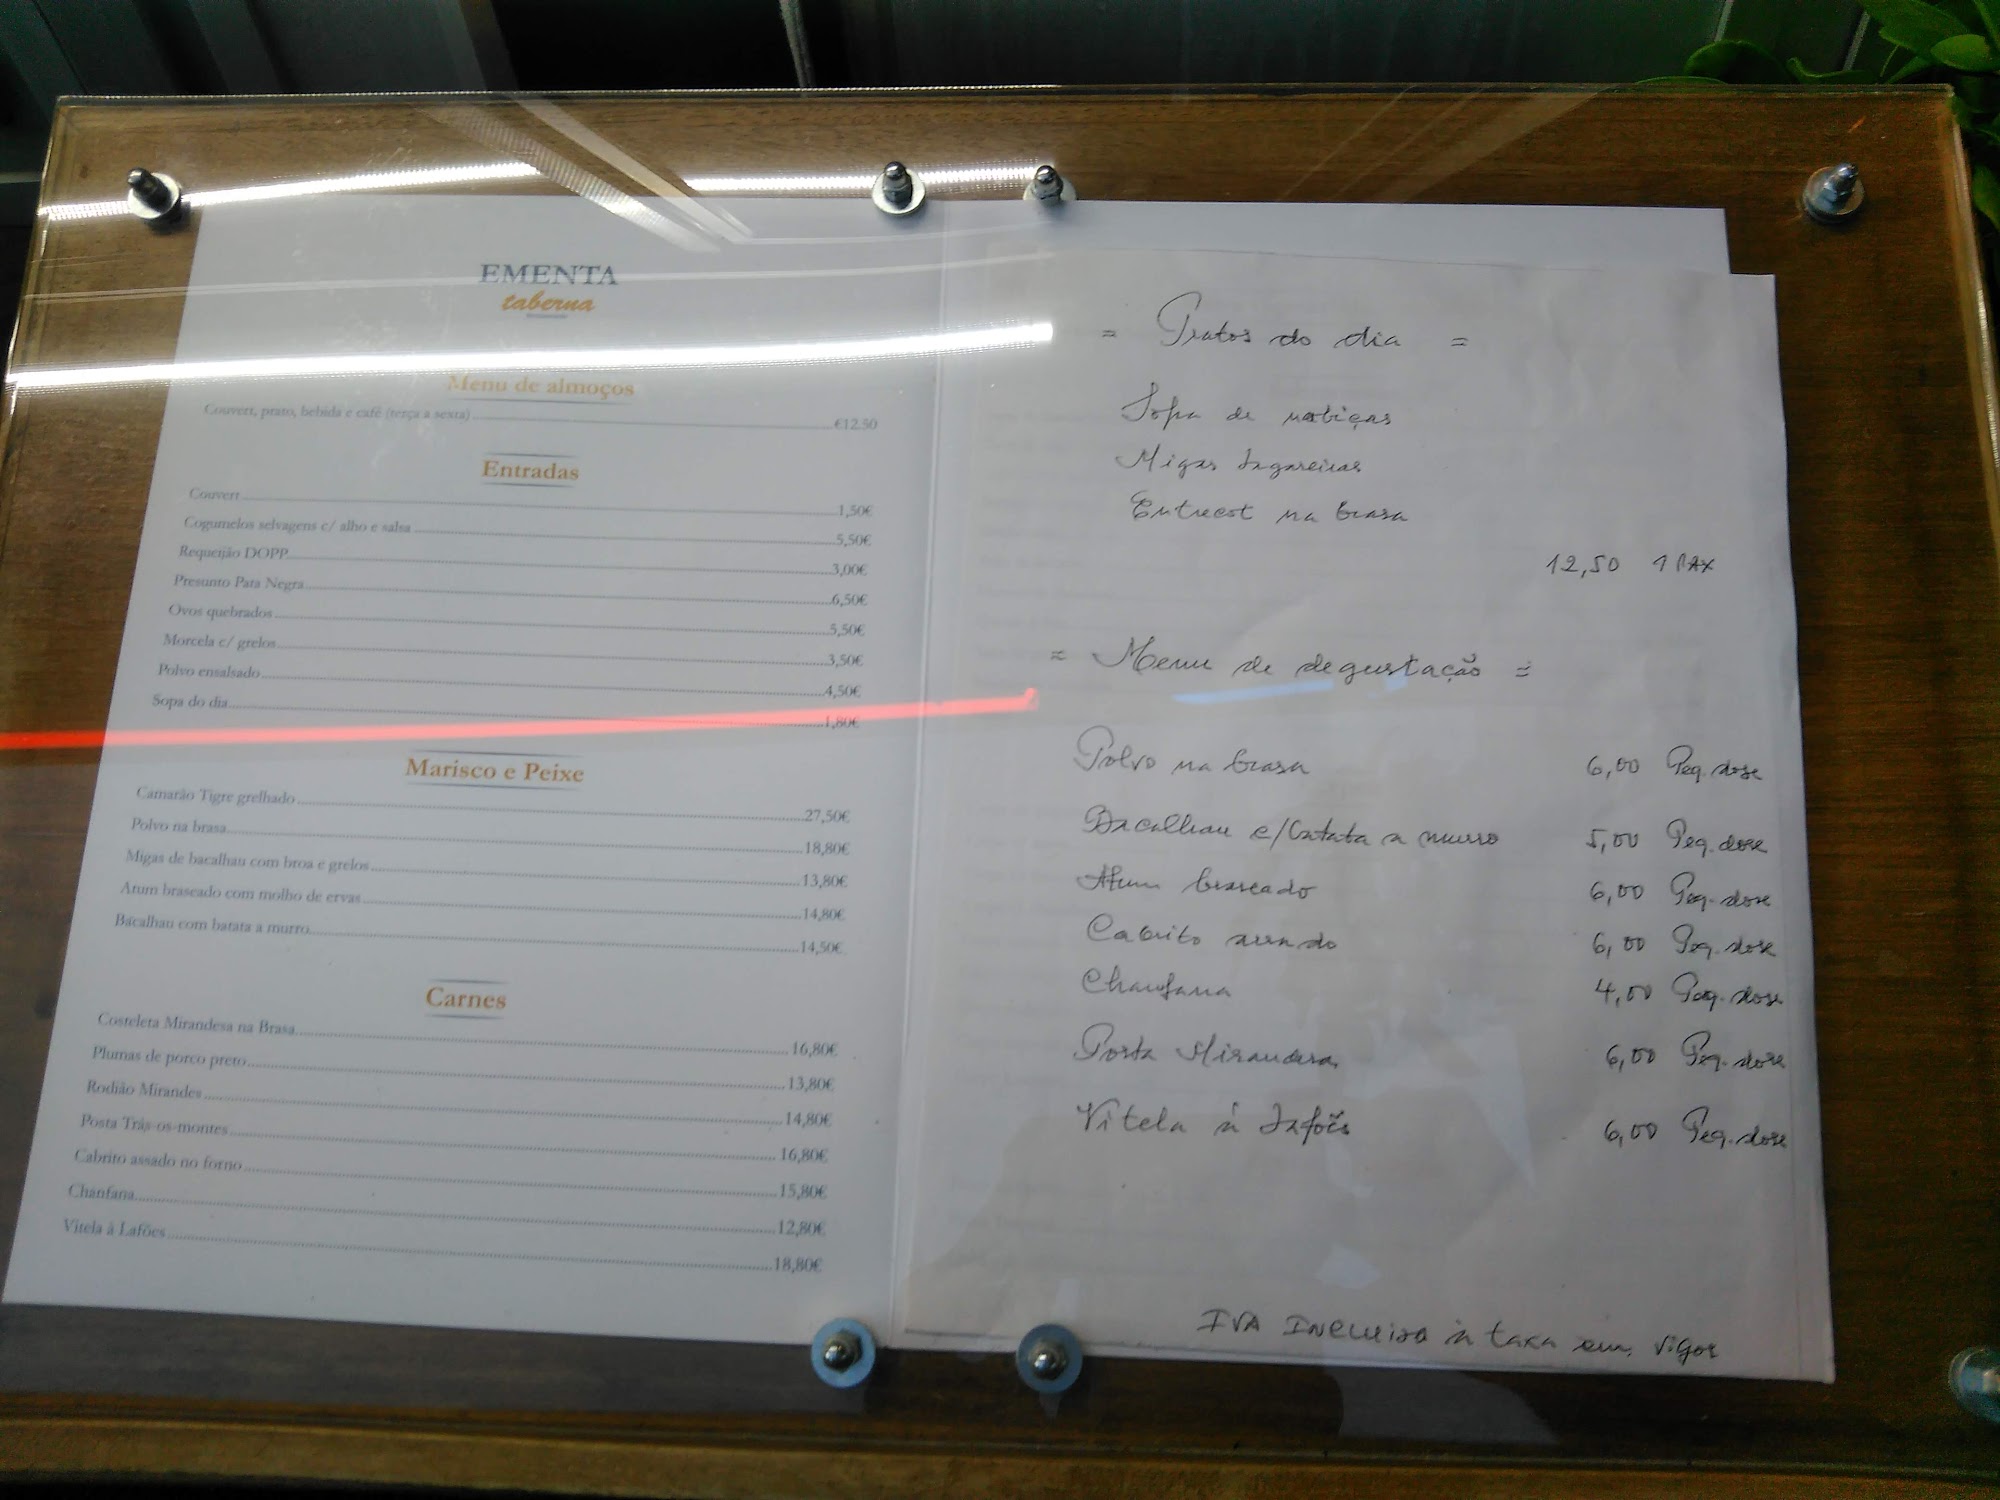 EMENTA
taberna
Menu de almoços
Couvert, prato, bebida e café (terça a sexta) €12.50
Entradas
Couvert 1,50€
Cogumelos selvagens c/ alho e salsa 5,50€
Requeijão DOPP 3,00€
Presunto Pata Negra 6,50€
Ovos quebrados 5,50€
Morcela c/ grelos 3,50€
Polvo ensalsado 4,50€
Sopa do dia 1,80€
Marisco e Peixe
Camarão Tigre grelhado 27,50€
Polvo na brasa 18,80€
Migas de bacalhau com broa e grelos 13,80€
Atum braseado com molho de ervas 14,80€
Bacalhau com batata a murro 14,50€
Carnes
Costeleta Mirandesa na Brasa 16,80€
Plumas de porco preto 13,80€
Rodião Mirandes 14,80€
Posta Trás-os-montes 16,80€
Cabrito assado no forno 15,80€
Chanfana 12,80€
Vitela à Lafões 18,80€
= Pratos do dia =
Sopa de nabiças
Migas Lagareiras
Entrecot na brasa
12,50 1 PAX
= Menu de degustação =
Polvo na brasa 6,00 Peq. dose
Bacalhau c/ batata a murro 5,00 Peq. dose
Atum braseado 6,00 Peq. dose
Cabrito assado 6,00 Peq. dose
Chanfana 4,00 Peq. dose
Posta Mirandesa 6,00 Peq. dose
Vitela à Lafões 6,00 Peq. dose
IVA INCLUIDO à taxa em vigor